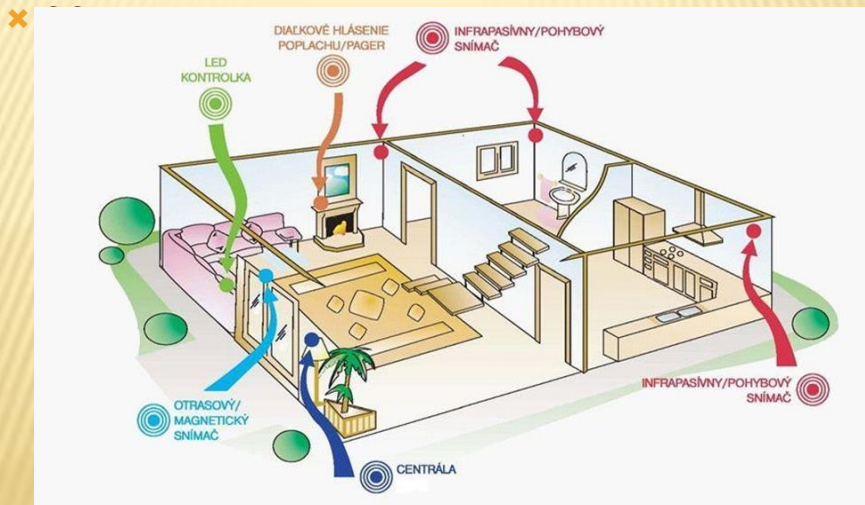 DIAĽKOVÉ HLÁSENIE
POPLACHU/PAGER
INFRAPASÍVNY/POHYBOVÝ
SNÍMAČ
LED
KONTROLKA
INFRAPASÍVNY/POHYBOVÝ
SNÍMAČ
OTRASOVÝ/
MAGNETICKÝ
SNÍMAČ
CENTRÁLA